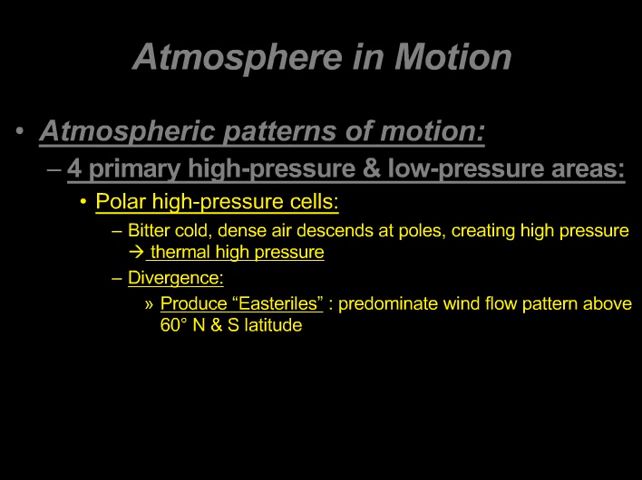 Atmosphere in Motion
• Atmospheric patterns of motion:
– 4 primary high-pressure & low-pressure areas:
• Polar high-pressure cells:
– Bitter cold, dense air descends at poles, creating high pressure
→ thermal high pressure
– Divergence:
» Produce “Easteriles” : predominate wind flow pattern above
60° N & S latitude